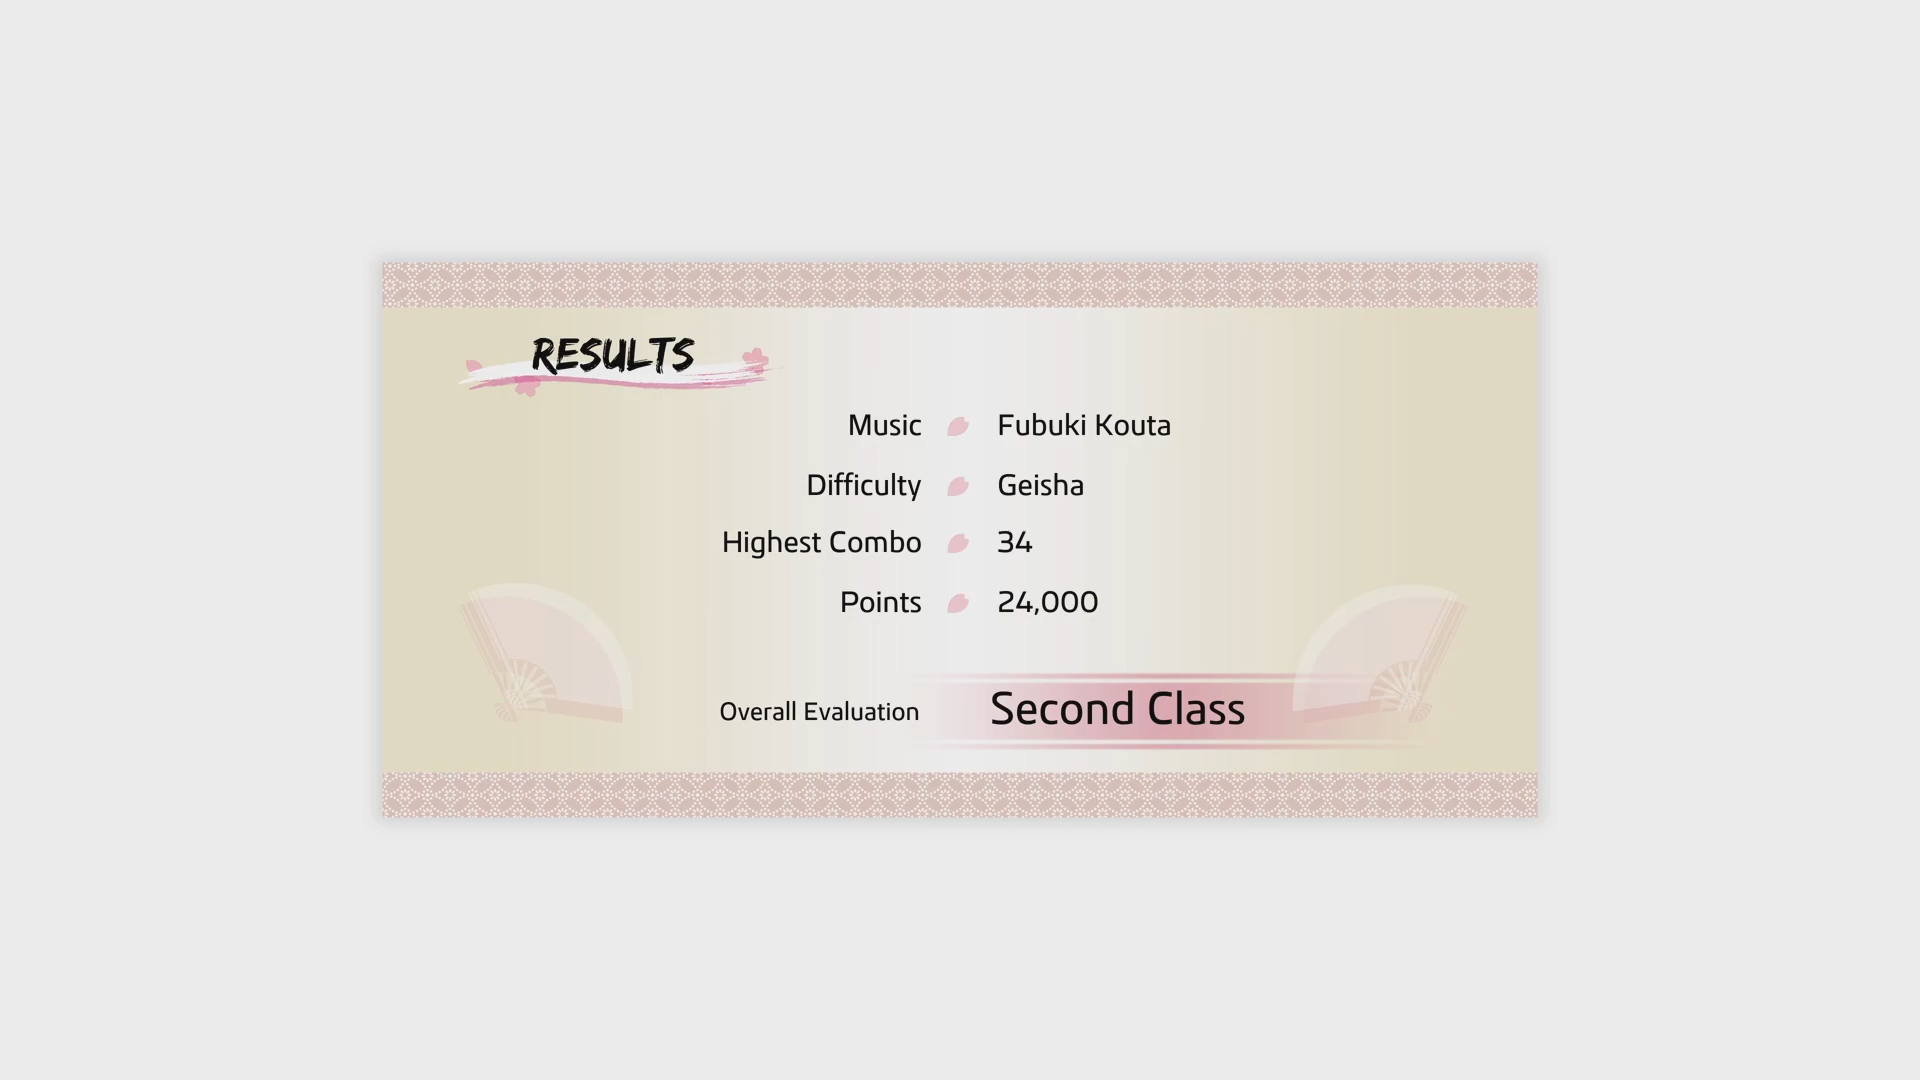 RESULTS
Music Fubuki Kouta
Difficulty Geisha
Highest Combo 34
Points 24,000
Overall Evaluation Second Class